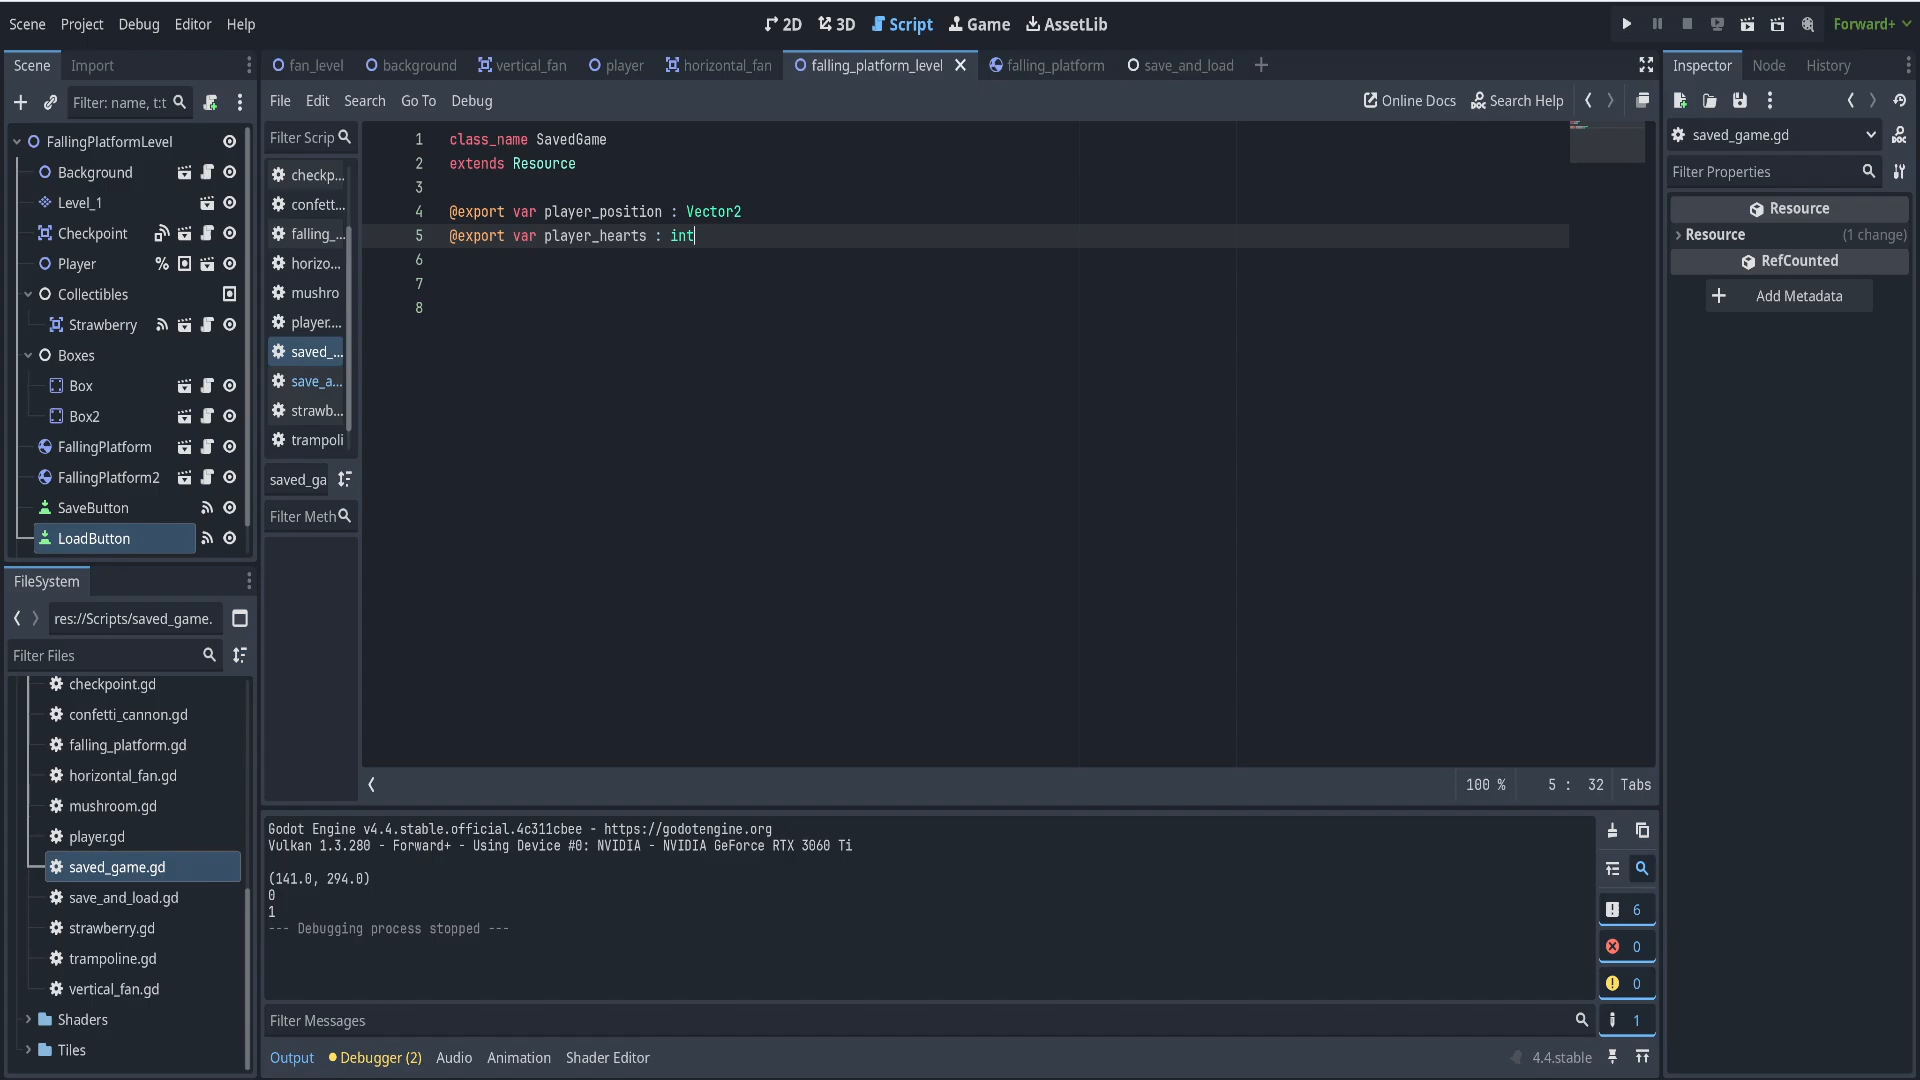 Scene Project Debug Editor Help
2D 3D Script Game AssetLib
Forward+
Scene Import
fan_level background vertical_fan player horizontal_fan falling_platform_level falling_platform save_and_load
Inspector Node History
Filter: name, t:t
File Edit Search Go To Debug
Online Docs Search Help
FallingPlatformLevel
Background
Level_1
Checkpoint
Player
Collectibles
Strawberry
Boxes
Box
Box2
FallingPlatform
FallingPlatform2
SaveButton
LoadButton
Filter Scrip
checkp...
confett...
falling_...
horizo...
mushro
player....
saved_...
save_a...
strawb...
trampoli
saved_ga
Filter Meth
1 class_name SavedGame
2 extends Resource
3
4 @export var player_position : Vector2
5 @export var player_hearts : int
6
7
8
100 % 5 : 32 Tabs
saved_game.gd
Filter Properties
Resource
Resource (1 change)
RefCounted
Add Metadata
FileSystem
res://Scripts/saved_game.
Filter Files
checkpoint.gd
confetti_cannon.gd
falling_platform.gd
horizontal_fan.gd
mushroom.gd
player.gd
saved_game.gd
save_and_load.gd
strawberry.gd
trampoline.gd
vertical_fan.gd
Shaders
Tiles
Godot Engine v4.4.stable.official.4c311cbee - https://godotengine.org
Vulkan 1.3.280 - Forward+ - Using Device #0: NVIDIA - NVIDIA GeForce RTX 3060 Ti
(141.0, 294.0)
0
1
--- Debugging process stopped ---
6
0
0
1
Filter Messages
Output Debugger (2) Audio Animation Shader Editor
4.4.stable